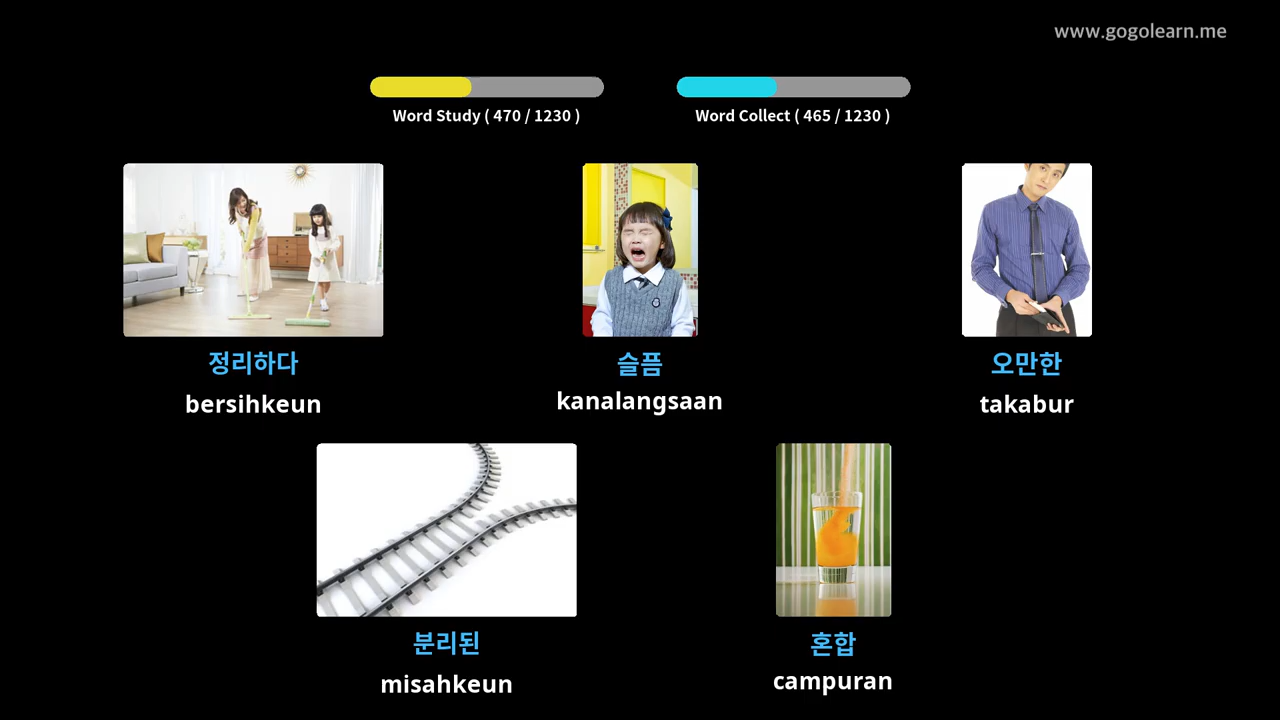 www.gogolearn.me
Word Study ( 470 / 1230 )
Word Collect ( 465 / 1230 )
정리하다
bersihkeun
슬픔
kanalangsaan
오만한
takabur
분리된
misahkeun
혼합
campuran